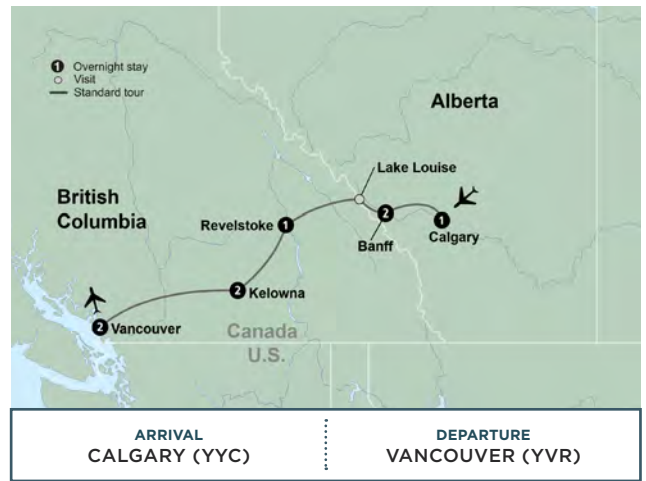 1 Overnight stay
Visit
Standard tour
Alberta
Lake Louise
British
Columbia
Revelstoke 1
2
Banff
1
Calgary
2 Kelowna
2 Vancouver
Canada
U.S.
ARRIVAL
CALGARY (YYC)
DEPARTURE
VANCOUVER (YVR)